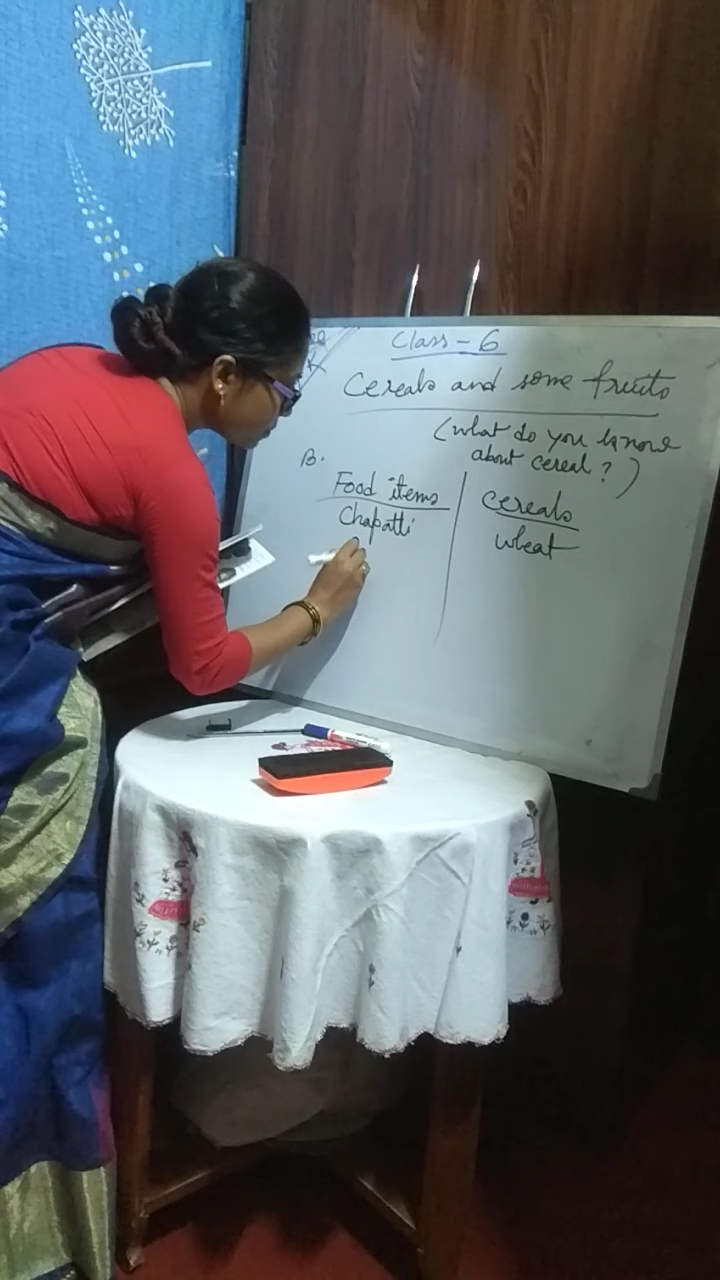 Class - 6
Cereals and some fruits
(what do you know
about cereal ? )
B.
Food items
Cereals
Chapatti
wheat